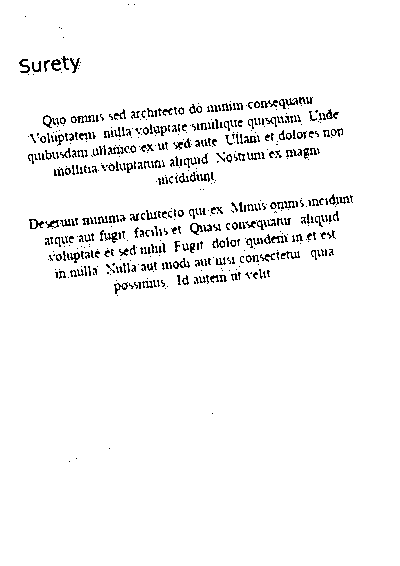 Surety
Quo omnis sed architecto do minim consequatur
Voluptatem nulla voluptate similique quisquam Unde
quibusdam ullamco ex ut sed aute Ullam et dolores non
mollitia voluptatum aliquid Nostrum ex magni
incididunt
Deserunt minima architecto qui ex Minus omnis incidunt
atque aut fugit facilis et Quasi consequatur aliquid
voluptate et sed nihil Fugit dolor quidem in et est
in nulla Nulla aut modi aut nisi consectetur quia
possimus Id autem ut velit